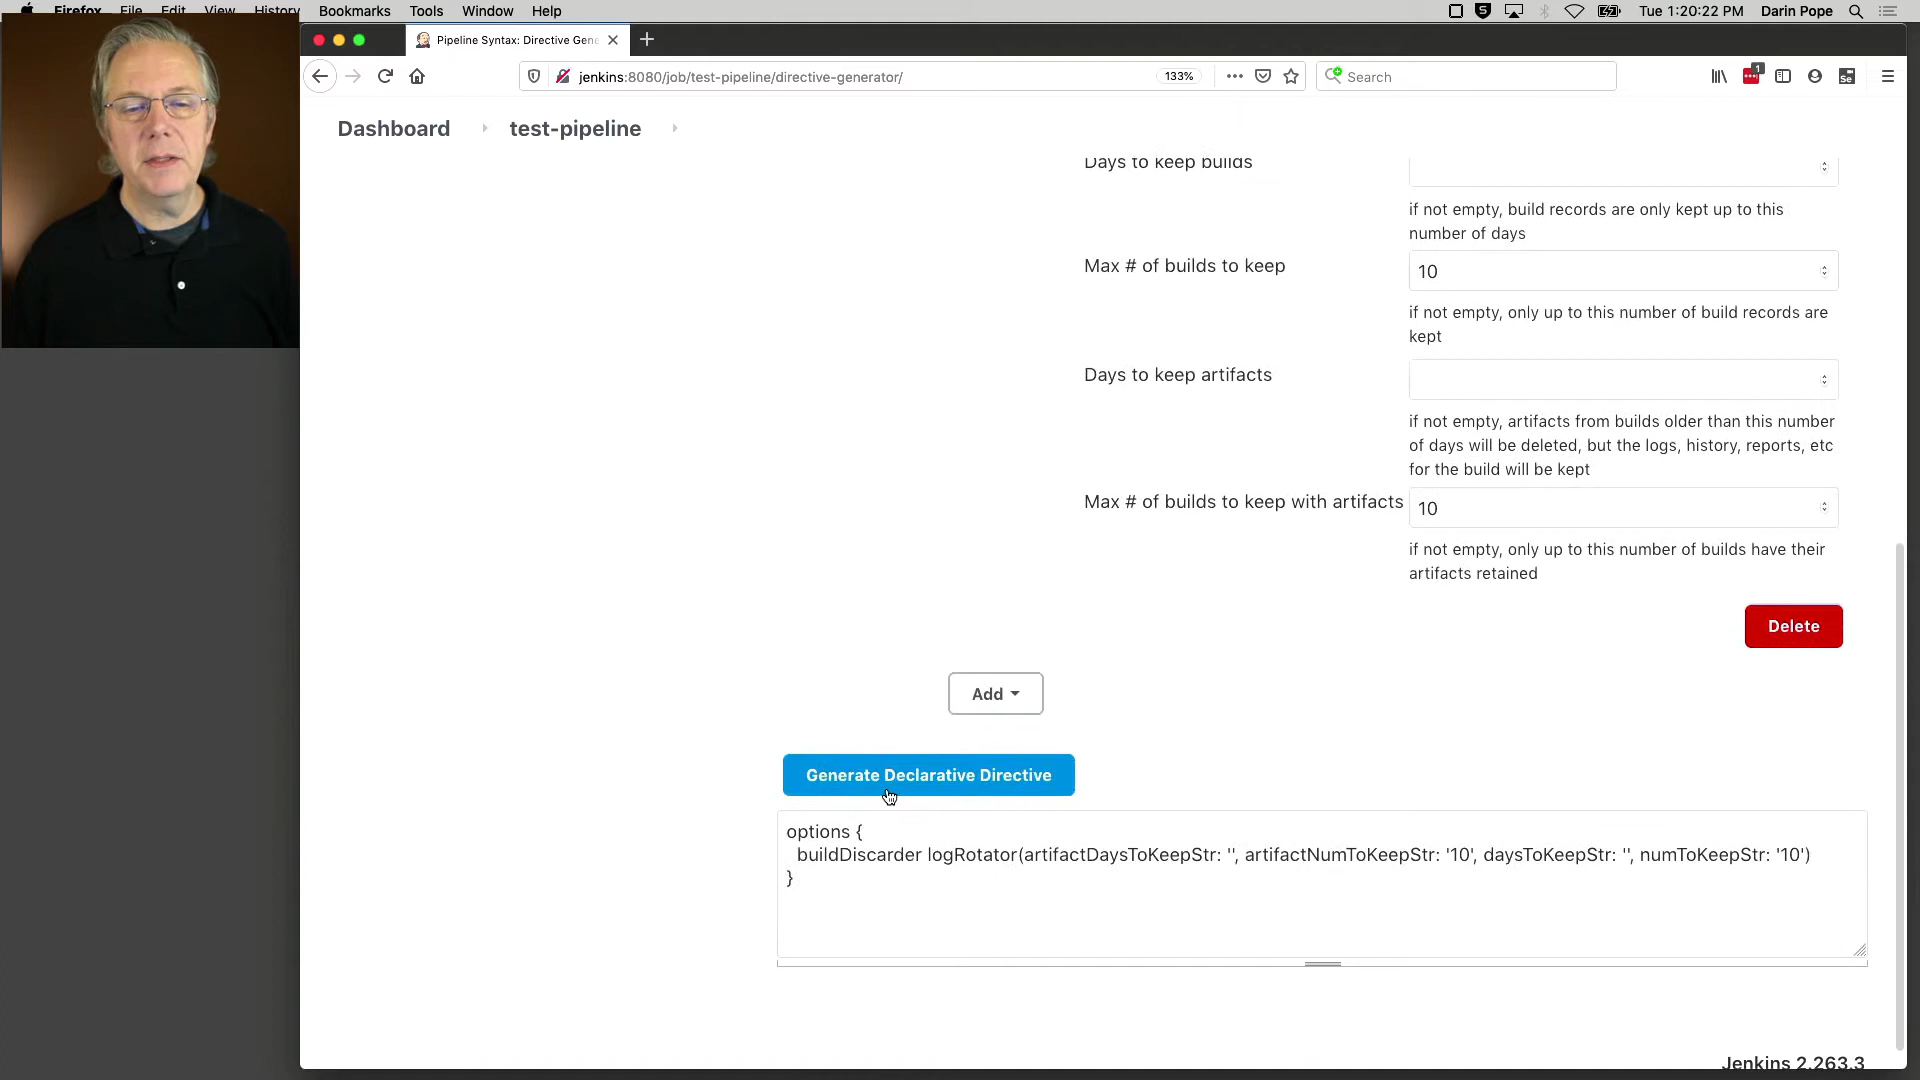 Firefox File Edit View History Bookmarks Tools Window Help
Tue 1:20:22 PM Darin Pope
Pipeline Syntax: Directive Gene
jenkins:8080/job/test-pipeline/directive-generator/
133%
Search
1
Dashboard
test-pipeline
Days to keep builds
if not empty, build records are only kept up to this
number of days
Max # of builds to keep
10
if not empty, only up to this number of build records are
kept
Days to keep artifacts
if not empty, artifacts from builds older than this number
of days will be deleted, but the logs, history, reports, etc
for the build will be kept
Max # of builds to keep with artifacts
10
if not empty, only up to this number of builds have their
artifacts retained
Delete
Add
Generate Declarative Directive
options {
buildDiscarder logRotator(artifactDaysToKeepStr: '', artifactNumToKeepStr: '10', daysToKeepStr: '', numToKeepStr: '10')
}
Jenkins 2.263.3